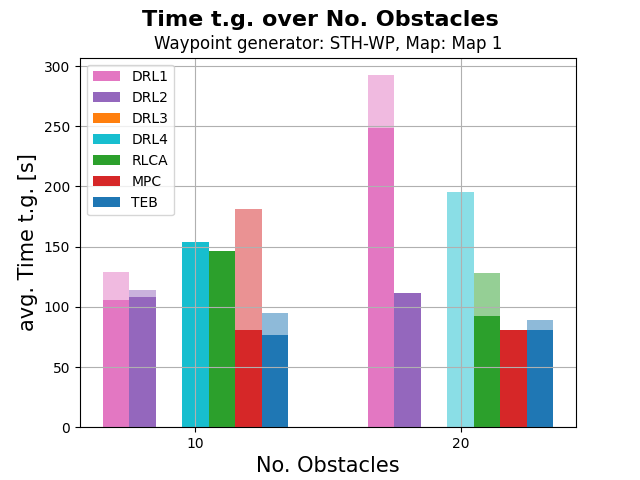 Time t.g. over No. Obstacles
Waypoint generator: STH-WP, Map: Map 1
300
250
200
150
100
50
0
avg. Time t.g. [s]
DRL1
DRL2
DRL3
DRL4
RLCA
MPC
TEB
10
20
No. Obstacles